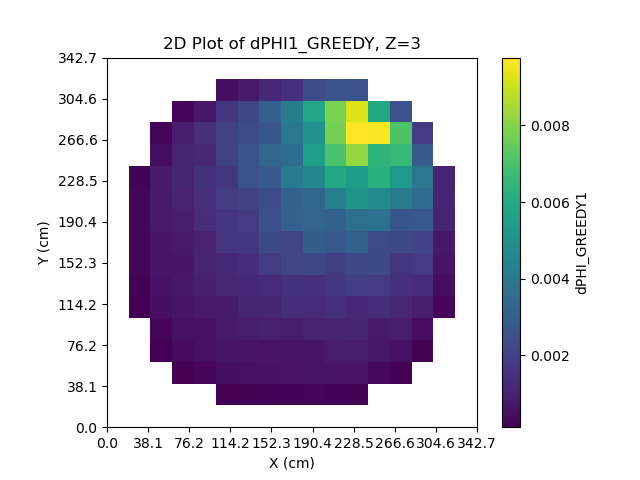 2D Plot of dPHI1_GREEDY, Z=3
342.7
304.6
266.6
228.5
190.4
152.3
114.2
76.2
38.1
0.0
Y (cm)
0.0 38.1 76.2 114.2 152.3 190.4 228.5 266.6 304.6 342.7
X (cm)
0.008
0.006
0.004
0.002
dPHI_GREEDY1